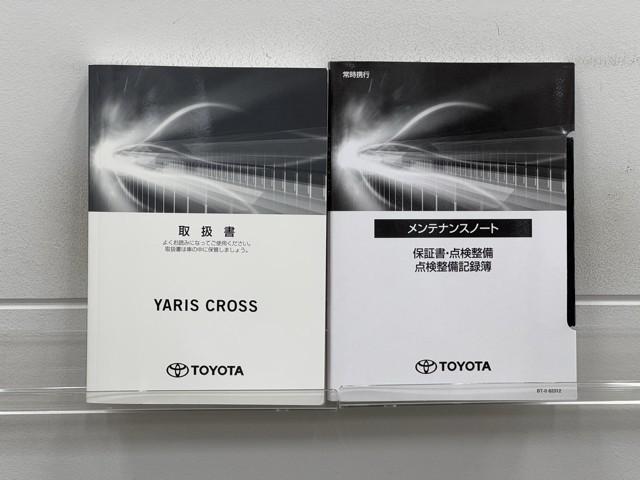 取扱書
よくお読みになってご使用ください。
取扱書は車の中に保管しましょう。
YARIS CROSS
TOYOTA
常時携行
メンテナンスノート
保証書・点検整備
点検整備記録簿
TOYOTA